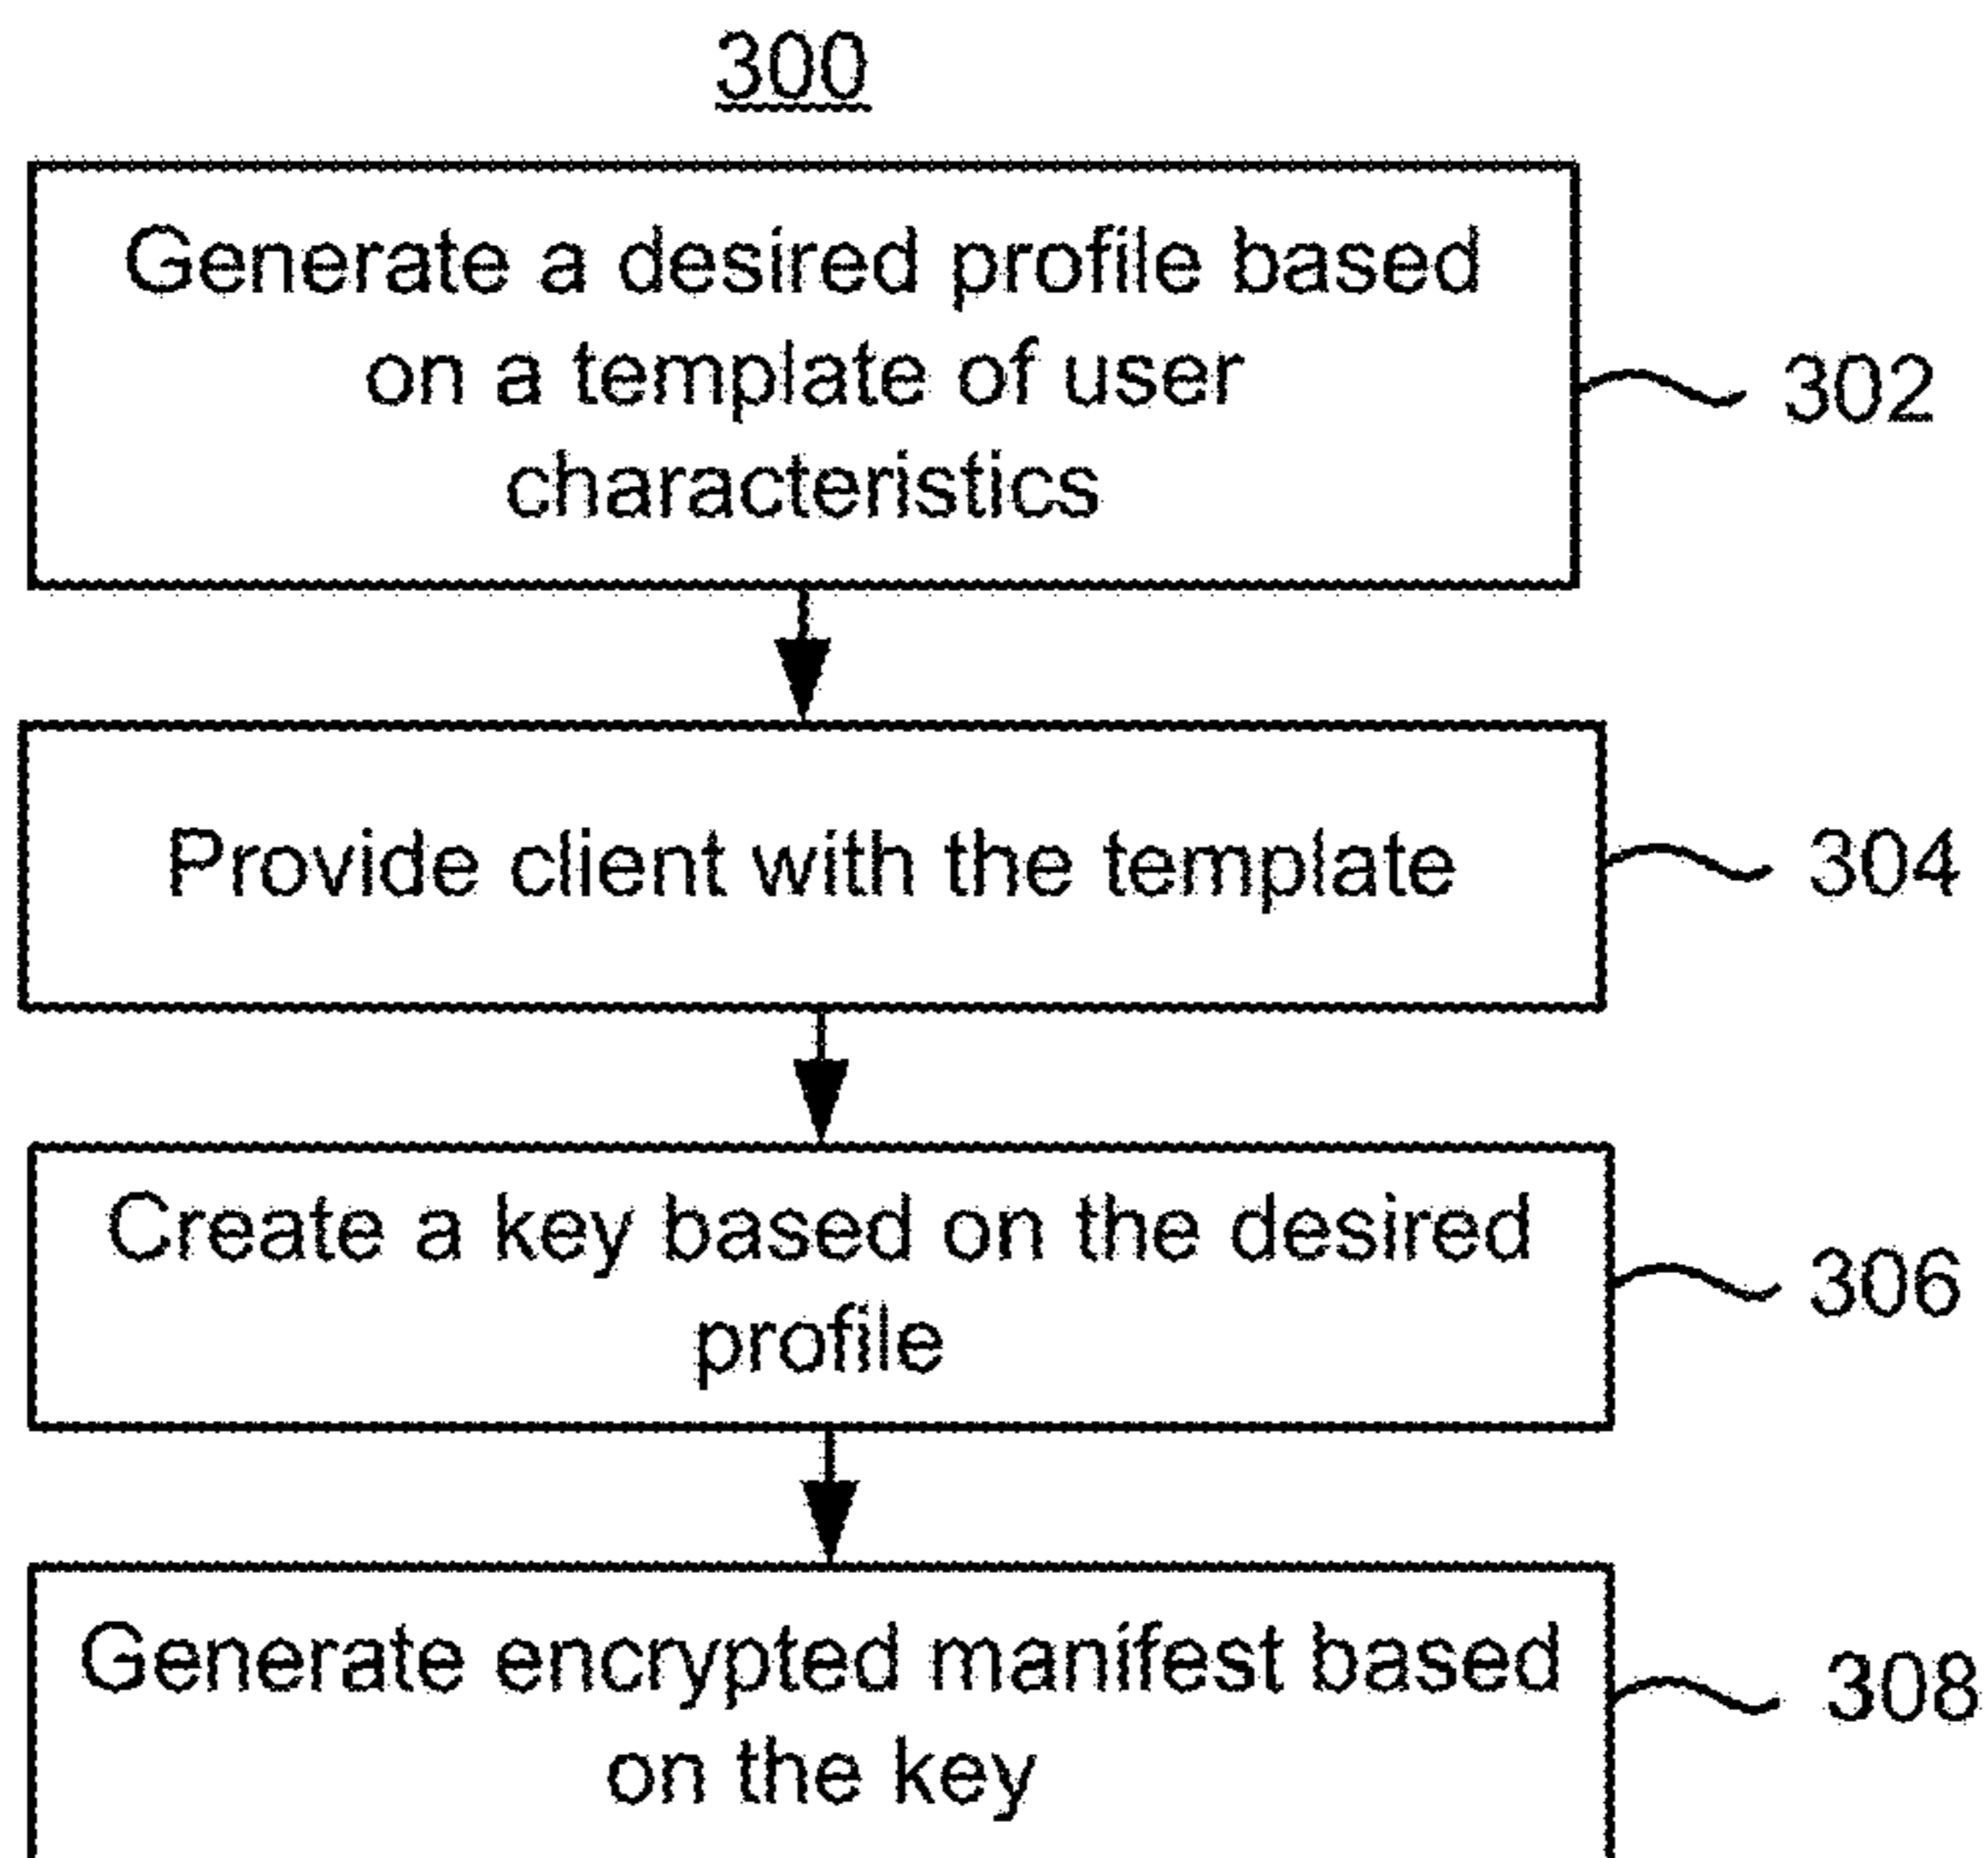 300
Generate a desired profile based
on a template of user
characteristics
302
Provide client with the template
304
Create a key based on the desired
profile
306
Generate encrypted manifest based
on the key
308